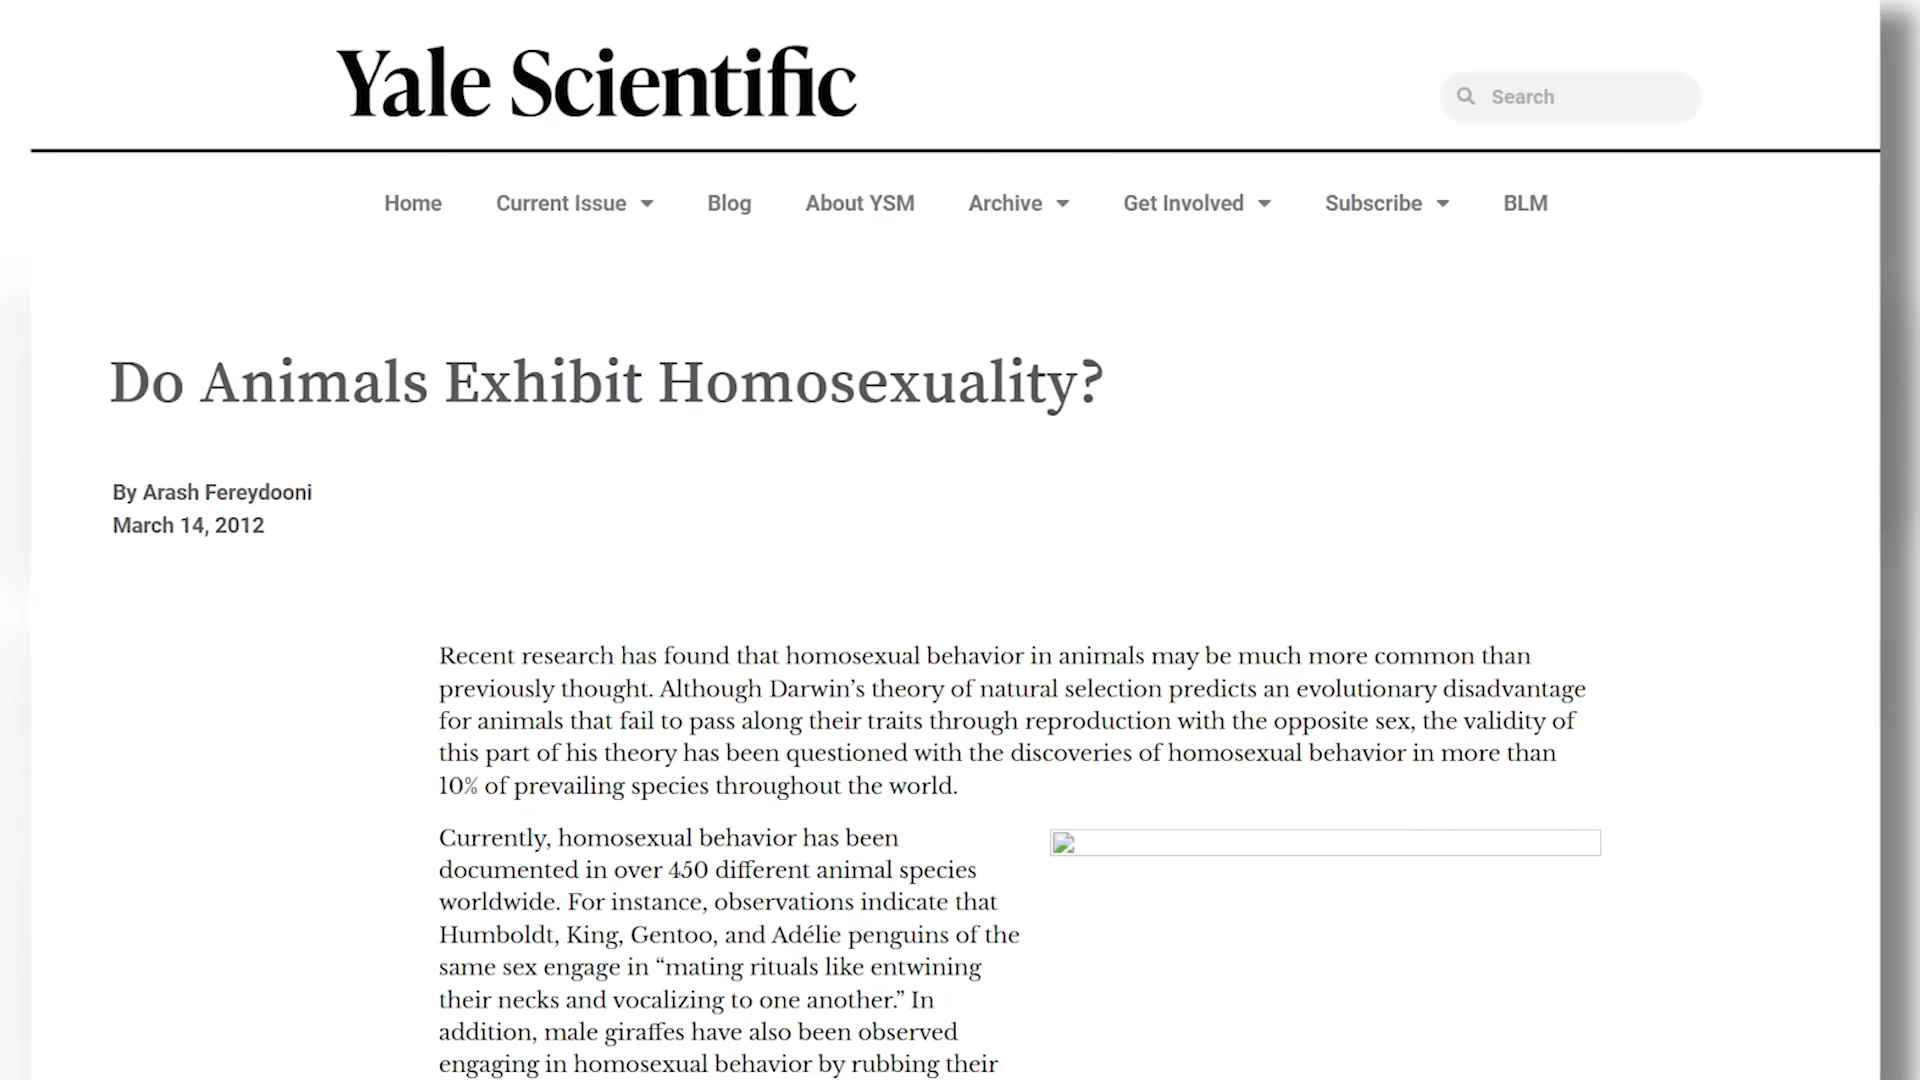 Yale Scientific
Search
Home Current Issue Blog About YSM Archive Get Involved Subscribe BLM
Do Animals Exhibit Homosexuality?
By Arash Fereydooni
March 14, 2012
Recent research has found that homosexual behavior in animals may be much more common than
previously thought. Although Darwin’s theory of natural selection predicts an evolutionary disadvantage
for animals that fail to pass along their traits through reproduction with the opposite sex, the validity of
this part of his theory has been questioned with the discoveries of homosexual behavior in more than
10% of prevailing species throughout the world.
Currently, homosexual behavior has been
documented in over 450 different animal species
worldwide. For instance, observations indicate that
Humboldt, King, Gentoo, and Adélie penguins of the
same sex engage in “mating rituals like entwining
their necks and vocalizing to one another.” In
addition, male giraffes have also been observed
engaging in homosexual behavior by rubbing their